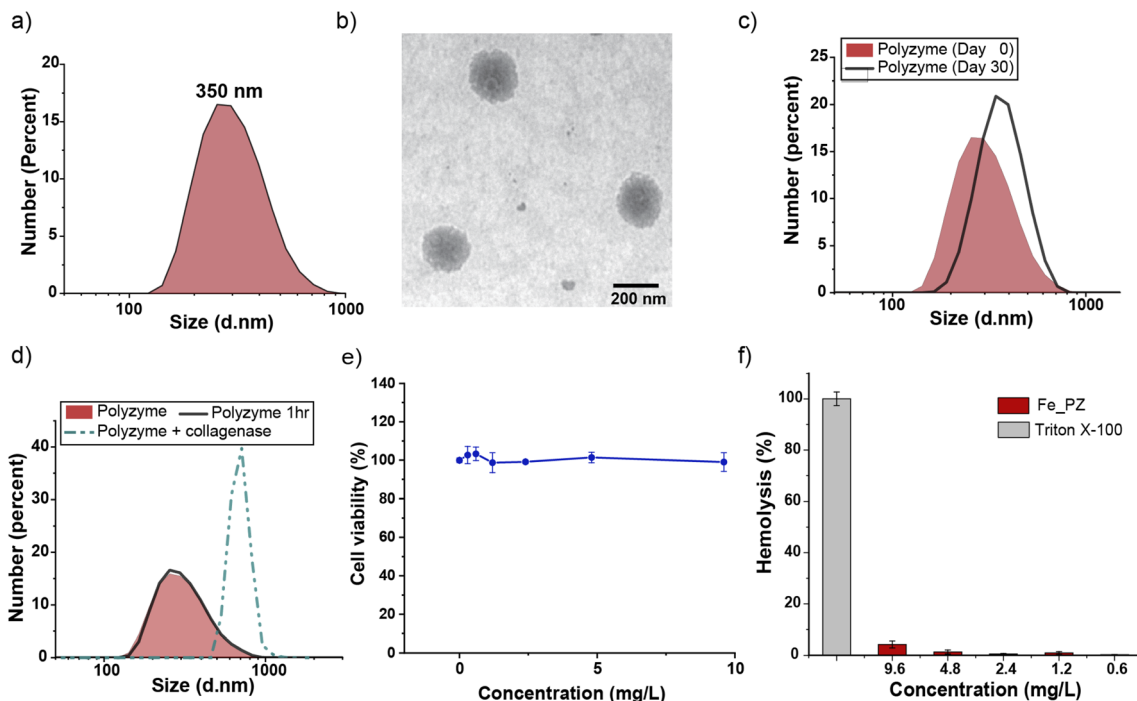 a)
20
15
10
5
0
350 nm
Number (Percent)
100
1000
Size (d.nm)
b)
200 nm
c)
Polyzyme (Day 0)
Polyzyme (Day 30)
25
20
15
10
5
0
Number (percent)
100
1000
Size (d.nm)
d)
Polyzyme
Polyzyme 1hr
Polyzyme + collagenase
40
30
20
10
0
Number (percent)
100
1000
Size (d.nm)
e)
140
120
100
80
60
40
20
0
Cell viability (%)
0
5
10
Concentration (mg/L)
f)
Fe_PZ
Triton X-100
100
80
60
40
20
0
Hemolysis (%)
9.6
4.8
2.4
1.2
0.6
Concentration (mg/L)